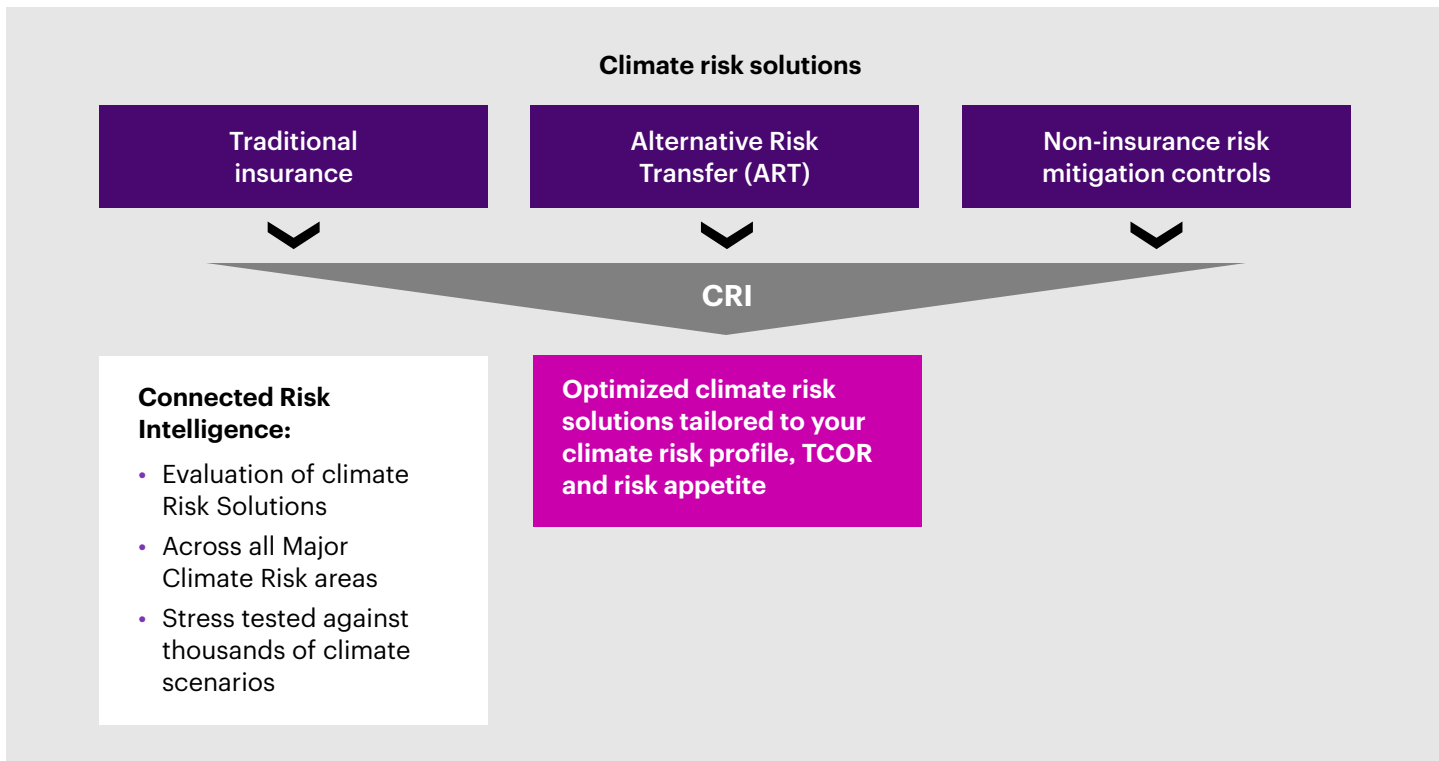 Climate risk solutions
Traditional
insurance
Alternative Risk
Transfer (ART)
Non-insurance risk
mitigation controls
CRI
Connected Risk
Intelligence:
• Evaluation of climate
Risk Solutions
• Across all Major
Climate Risk areas
• Stress tested against
thousands of climate
scenarios
Optimized climate risk
solutions tailored to your
climate risk profile, TCOR
and risk appetite